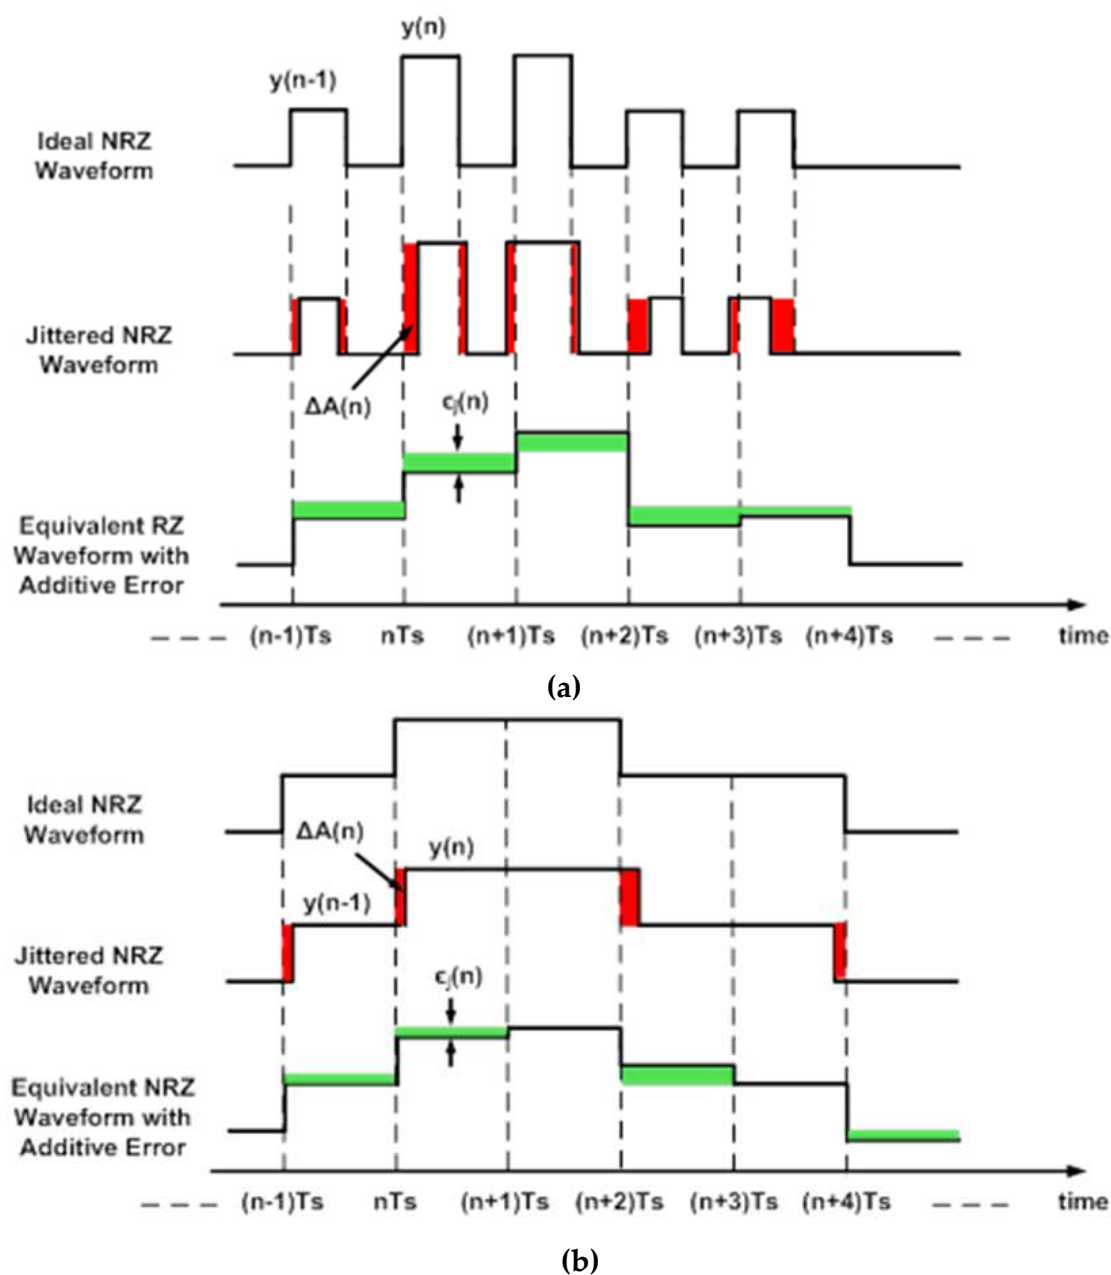 y(n)
y(n-1)
Ideal NRZ
Waveform
Jittered NRZ
Waveform
ΔA(n)
ϵj(n)
Equivalent RZ
Waveform with
Additive Error
(n-1)Ts nTs (n+1)Ts (n+2)Ts (n+3)Ts (n+4)Ts time
(a)
Ideal NRZ
Waveform
ΔA(n)
y(n)
y(n-1)
Jittered NRZ
Waveform
ϵj(n)
Equivalent NRZ
Waveform with
Additive Error
(n-1)Ts nTs (n+1)Ts (n+2)Ts (n+3)Ts (n+4)Ts time
(b)